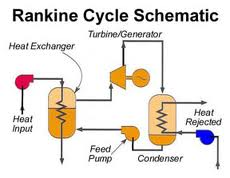 Rankine Cycle Schematic
Turbine/Generator
Heat Exchanger
Heat
Input
Heat
Rejected
Feed
Pump
Condenser